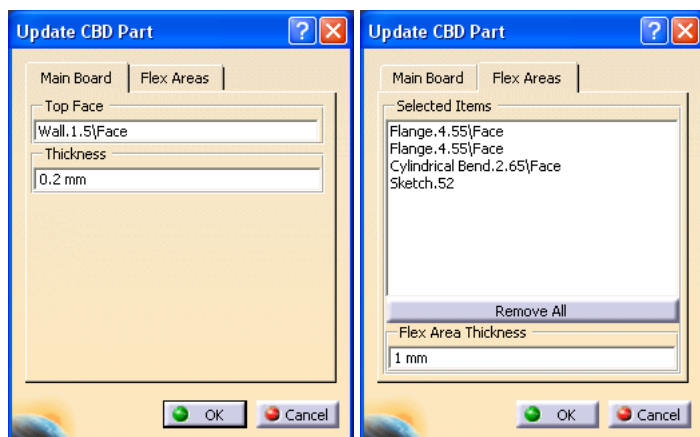 Update CBD Part
Main Board
Flex Areas
Top Face
Wall.1.5\Face
Thickness
0.2 mm
OK
Cancel
Update CBD Part
Main Board
Flex Areas
Selected Items
Flange.4.55\Face
Flange.4.55\Face
Cylindrical Bend.2.65\Face
Sketch.52
Remove All
Flex Area Thickness
1 mm
OK
Cancel